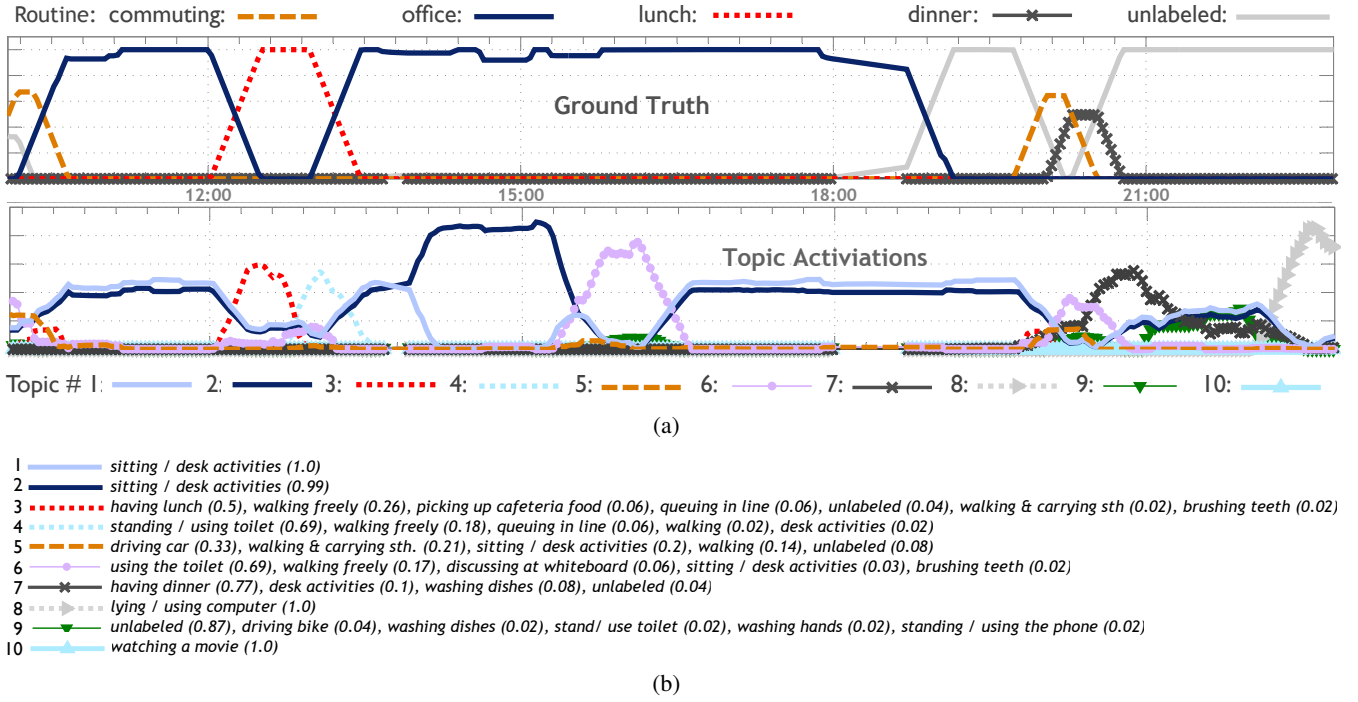 Routine: commuting: office: lunch: dinner: unlabeled:
Ground Truth
12:00 15:00 18:00 21:00
12:00 15:00 18:00 21:00
Topic Activiations
Topic # 1: 2: 3: 4: 5: 6: 7: 8: 9: 10:
(a)
1 sitting / desk activities (1.0)
2 sitting / desk activities (0.99)
3 having lunch (0.5), walking freely (0.26), picking up cafeteria food (0.06), queuing in line (0.06), unlabeled (0.04), walking & carrying sth (0.02), brushing teeth (0.02)
4 standing / using toilet (0.69), walking freely (0.18), queuing in line (0.06), walking (0.02), desk activities (0.02)
5 driving car (0.33), walking & carrying sth. (0.21), sitting / desk activities (0.2), walking (0.14), unlabeled (0.08)
6 using the toilet (0.69), walking freely (0.17), discussing at whiteboard (0.06), sitting / desk activities (0.03), brushing teeth (0.02)
7 having dinner (0.77), desk activities (0.1), washing dishes (0.08), unlabeled (0.04)
8 lying / using computer (1.0)
9 unlabeled (0.87), driving bike (0.04), washing dishes (0.02), stand/ use toilet (0.02), washing hands (0.02), standing / using the phone (0.02)
10 watching a movie (1.0)
(b)